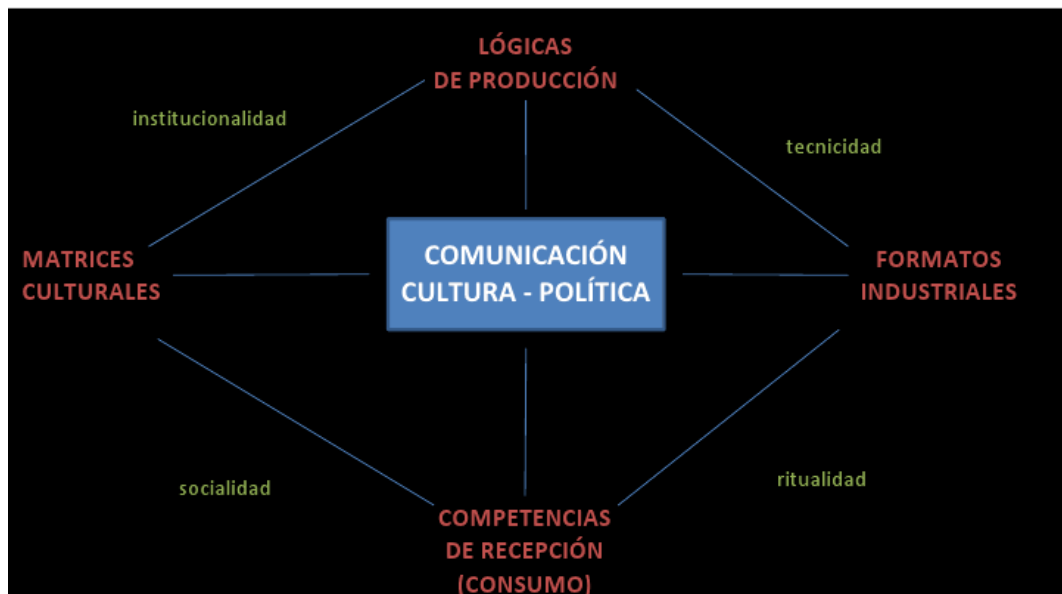 LÓGICAS
DE PRODUCCIÓN
institucionalidad
tecnicidad
MATRICES
CULTURALES
COMUNICACIÓN
CULTURA - POLÍTICA
FORMATOS
INDUSTRIALES
socialidad
ritualidad
COMPETENCIAS
DE RECEPCIÓN
(CONSUMO)